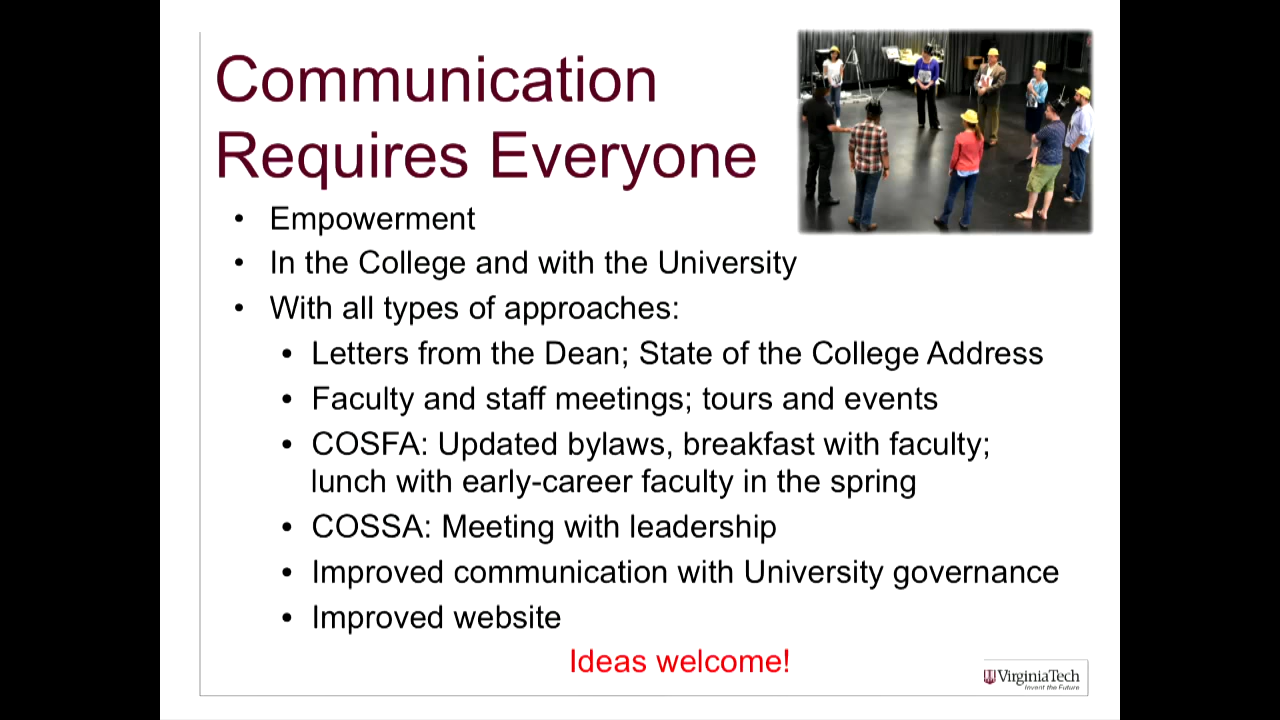 Communication
Requires Everyone
• Empowerment
• In the College and with the University
• With all types of approaches:
• Letters from the Dean; State of the College Address
• Faculty and staff meetings; tours and events
• COSFA: Updated bylaws, breakfast with faculty;
lunch with early-career faculty in the spring
• COSSA: Meeting with leadership
• Improved communication with University governance
• Improved website
Ideas welcome!
VirginiaTech
Invent the Future